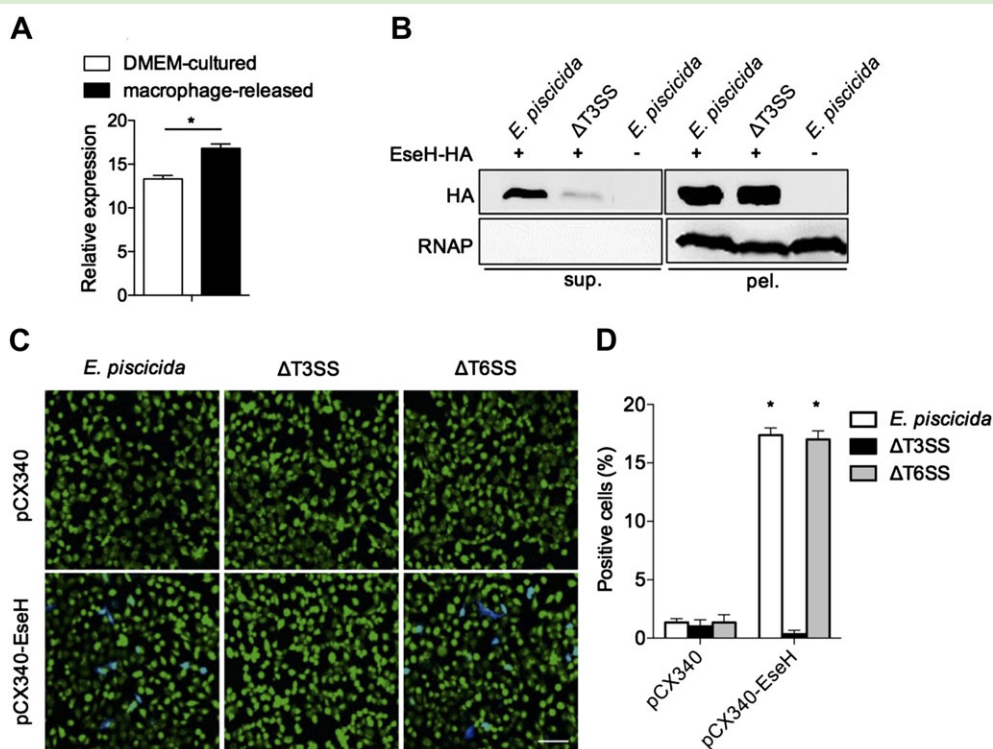 A
DMEM-cultured
macrophage-released
*
20
15
10
5
0
Relative expression
B
E. piscicida
ΔT3SS
E. piscicida
E. piscicida
ΔT3SS
E. piscicida
EseH-HA + + - + + -
HA
RNAP
sup. pel.
C
E. piscicida ΔT3SS ΔT6SS
pCX340
pCX340-EseH
D
20
15
10
5
0
Positive cells (%)
* *
E. piscicida
ΔT3SS
ΔT6SS
pCX340
pCX340-EseH